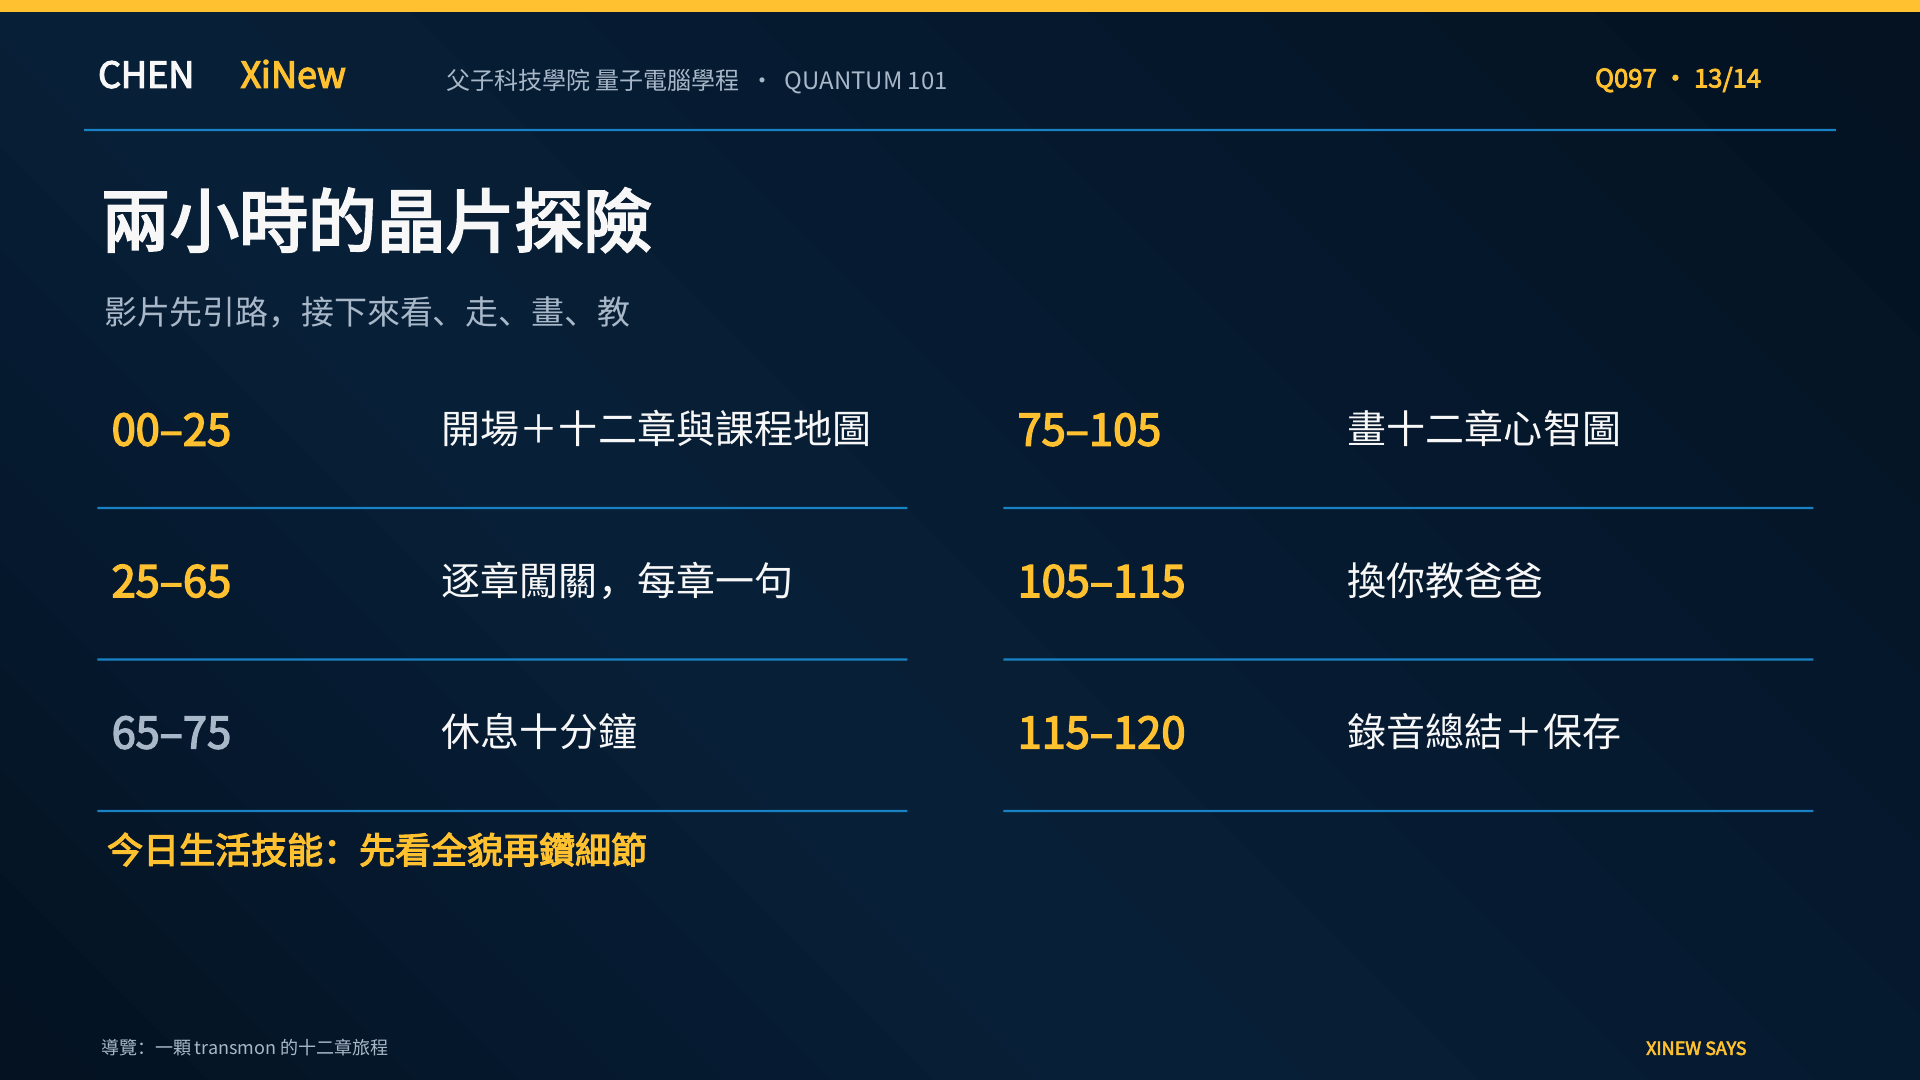 CHEN XiNew 父子科技學院 量子電腦學程 · QUANTUM 101
Q097 · 13/14
兩小時的晶片探險
影片先引路，接下來看、走、畫、教
00–25 開場＋十二章與課程地圖
25–65 逐章闖關，每章一句
65–75 休息十分鐘
75–105 畫十二章心智圖
105–115 換你教爸爸
115–120 錄音總結＋保存
今日生活技能：先看全貌再鑽細節
導覽：一顆 transmon 的十二章旅程
XINEW SAYS